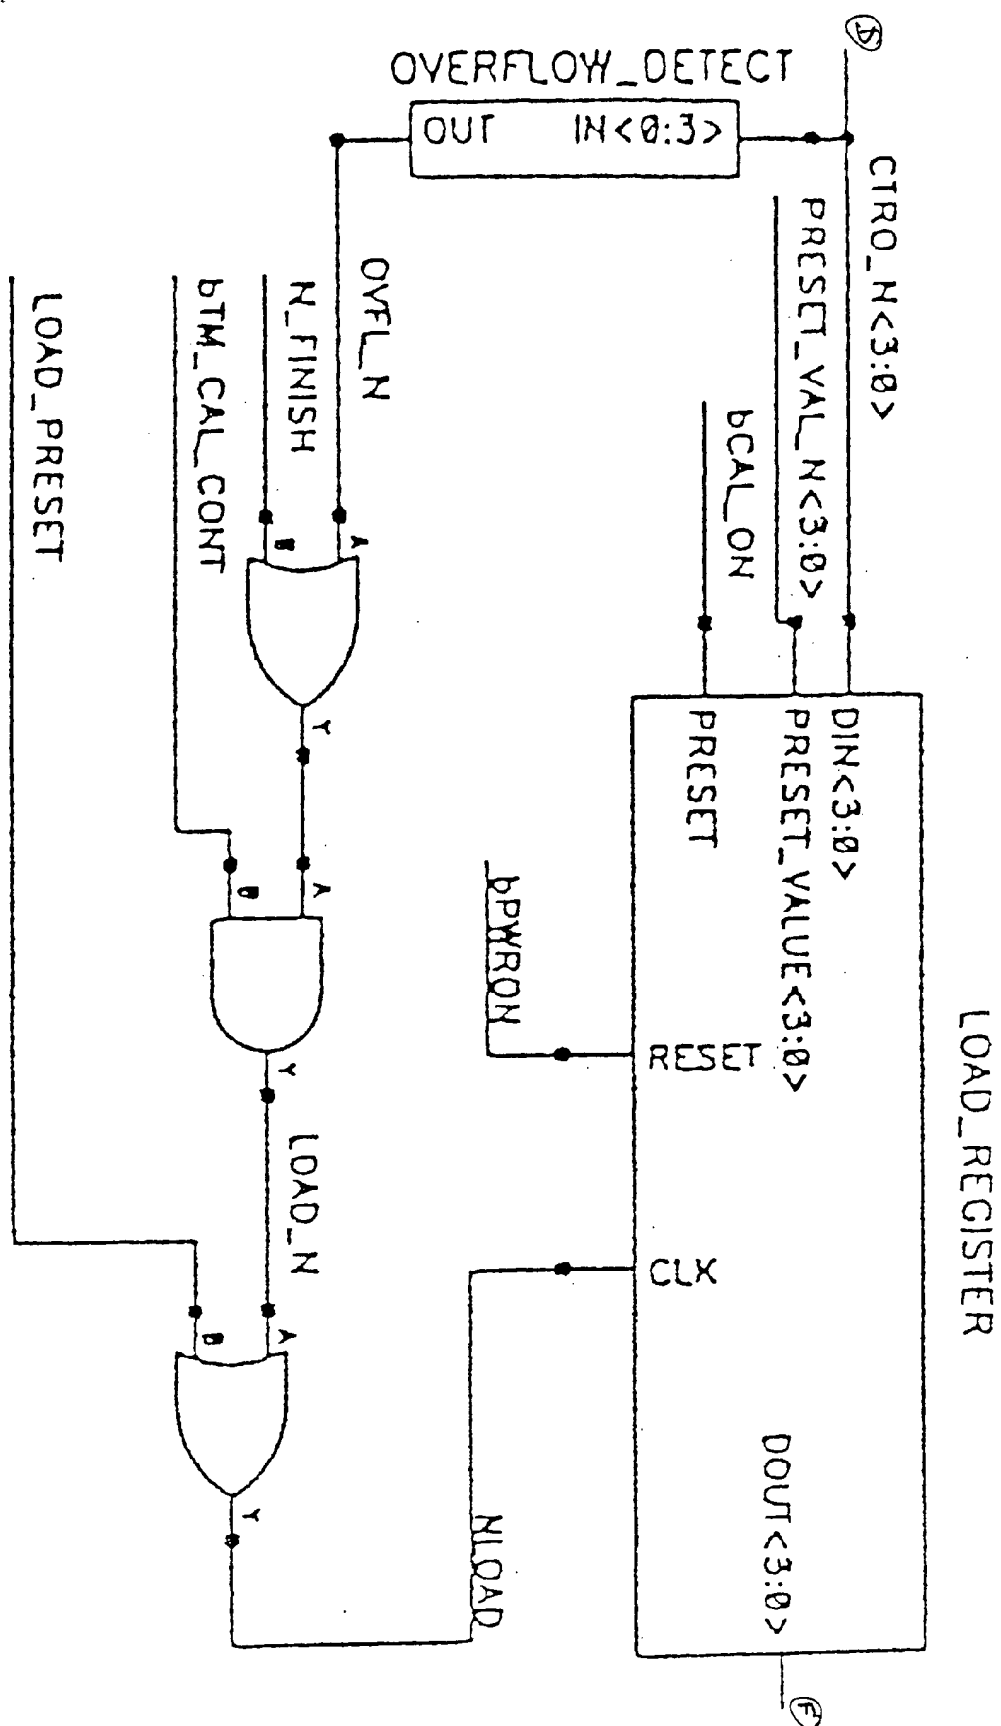 LOAD_REGISTER
D
CTRO_N<3:0>
DIN<3:0>
PRESET_VAL_N<3:0>
PRESET_VALUE<3:0>
DOUT<3:0>
F
bCAL_ON
PRESET
OVERFLOW_DETECT
OUT
IN<0:3>
RESET
CLK
bPWRON
NLOAD
OVFL_N
A
N_FINISH
B
Y
A
bTM_CAL_CONT
B
Y
LOAD_N
A
B
Y
LOAD_PRESET